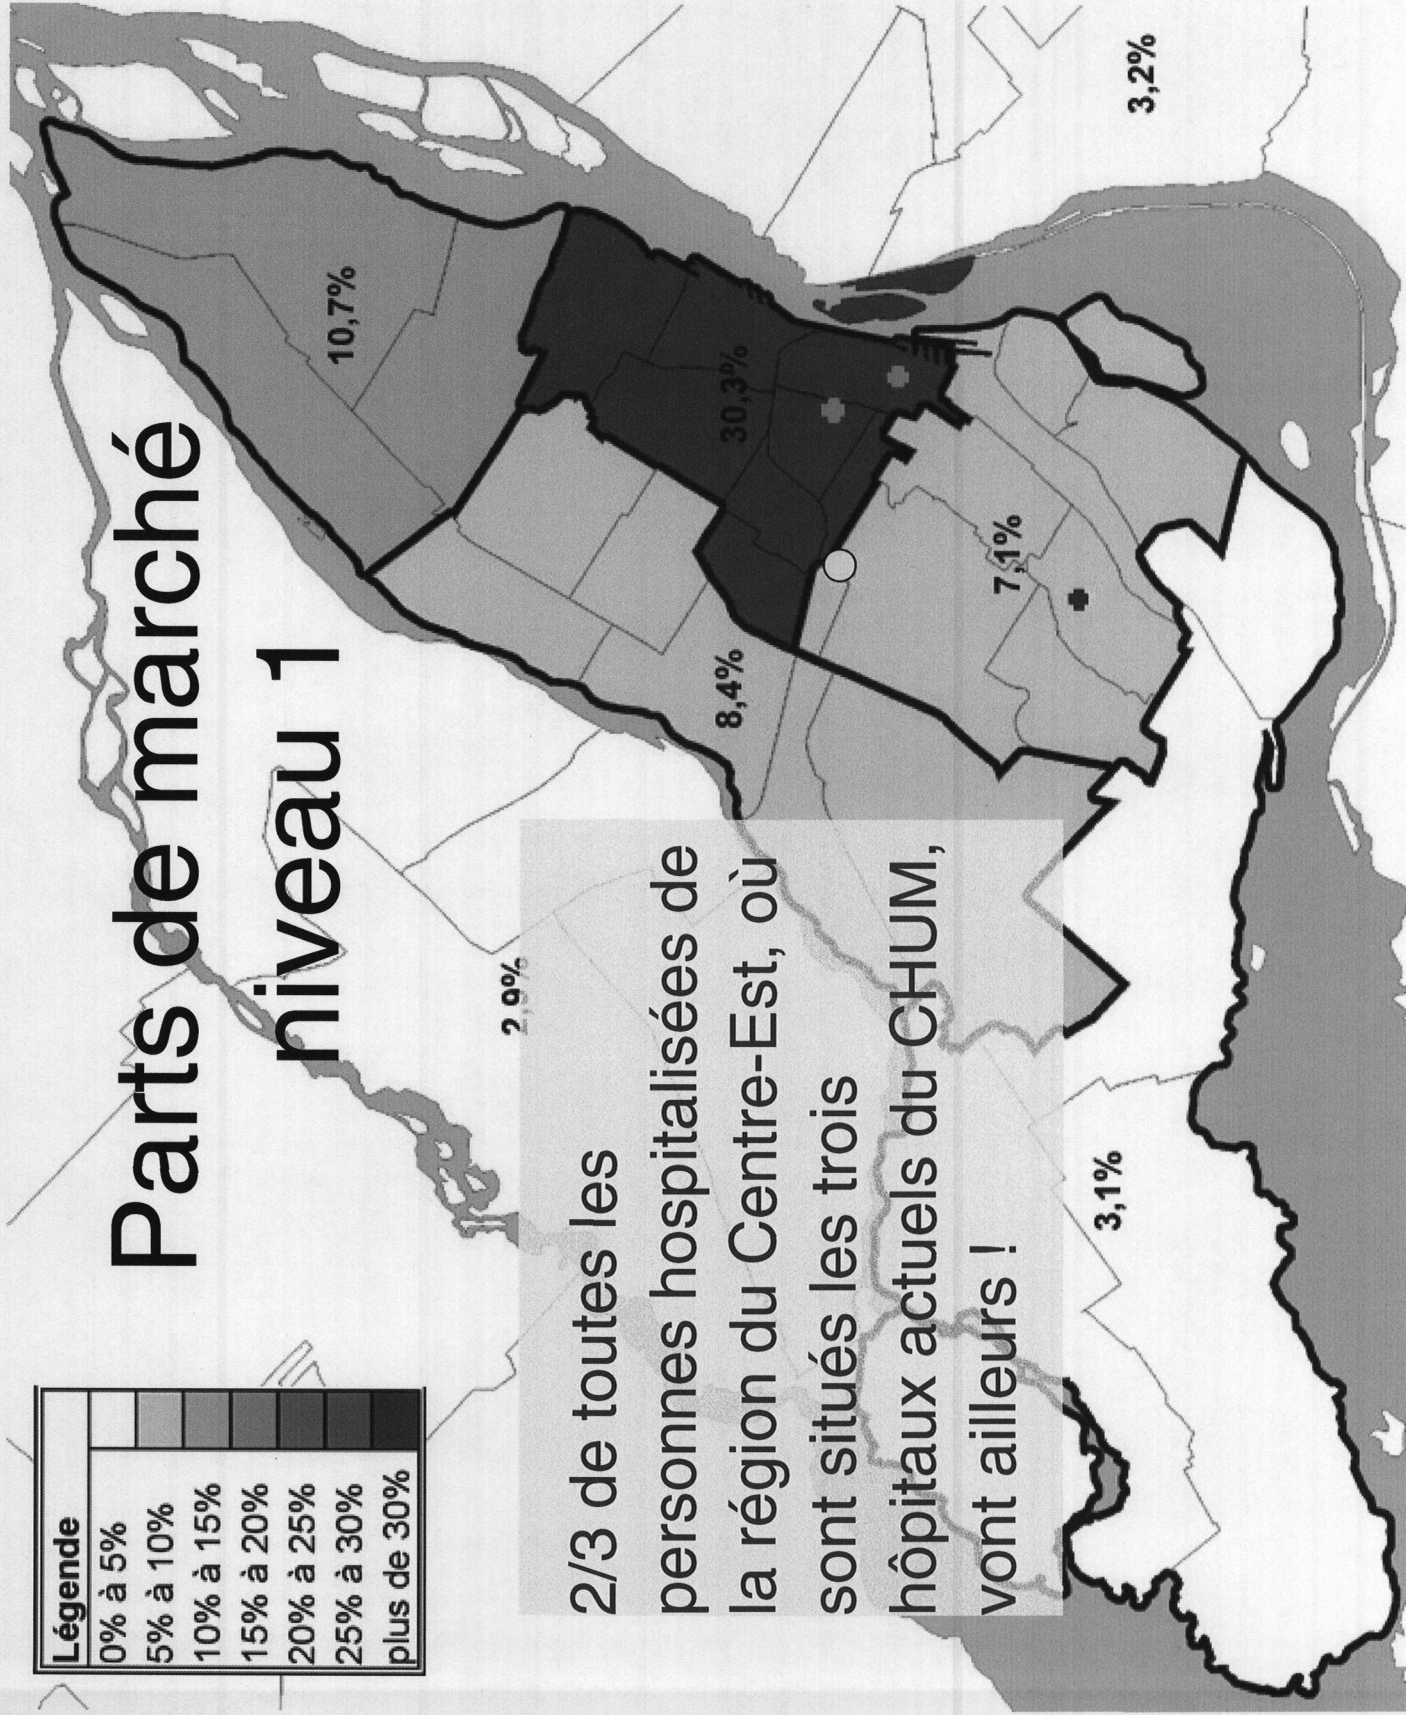 Parts de marché
niveau 1
Légende
0% à 5%
5% à 10%
10% à 15%
15% à 20%
20% à 25%
25% à 30%
plus de 30%
10,7%
2,9%
8,4%
30,3%
7,1%
3,1%
3,2%
2/3 de toutes les
personnes hospitalisées de
la région du Centre-Est, où
sont situés les trois
hôpitaux actuels du CHUM,
vont ailleurs !